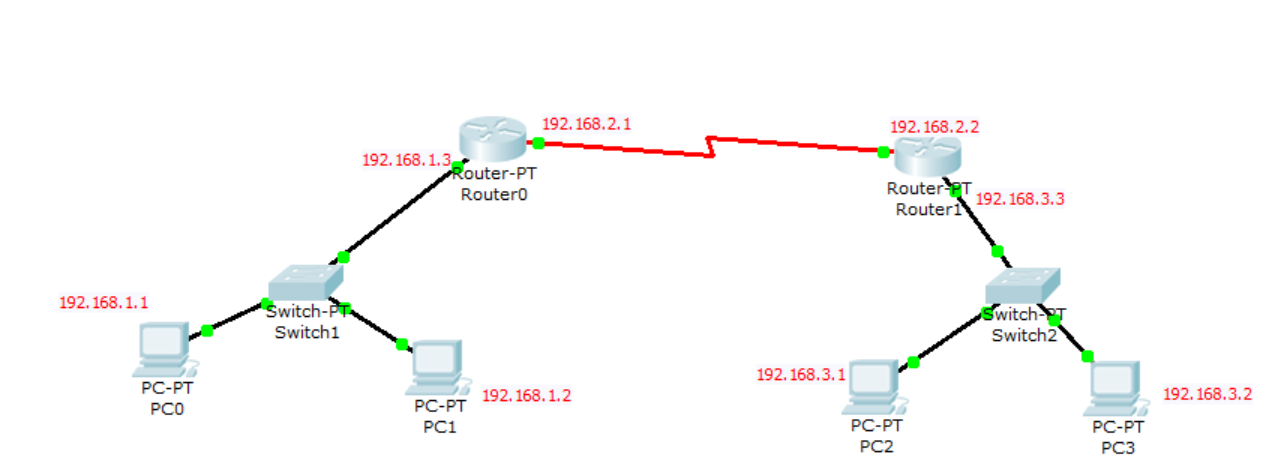 192.168.2.1
192.168.2.2
192.168.1.3
Router-PT
Router0
Router-PT
Router1
192.168.3.3
192.168.1.1
Switch-PT
Switch1
Switch-PT
Switch2
PC-PT
PC0
192.168.1.2
PC-PT
PC1
192.168.3.1
PC-PT
PC2
192.168.3.2
PC-PT
PC3